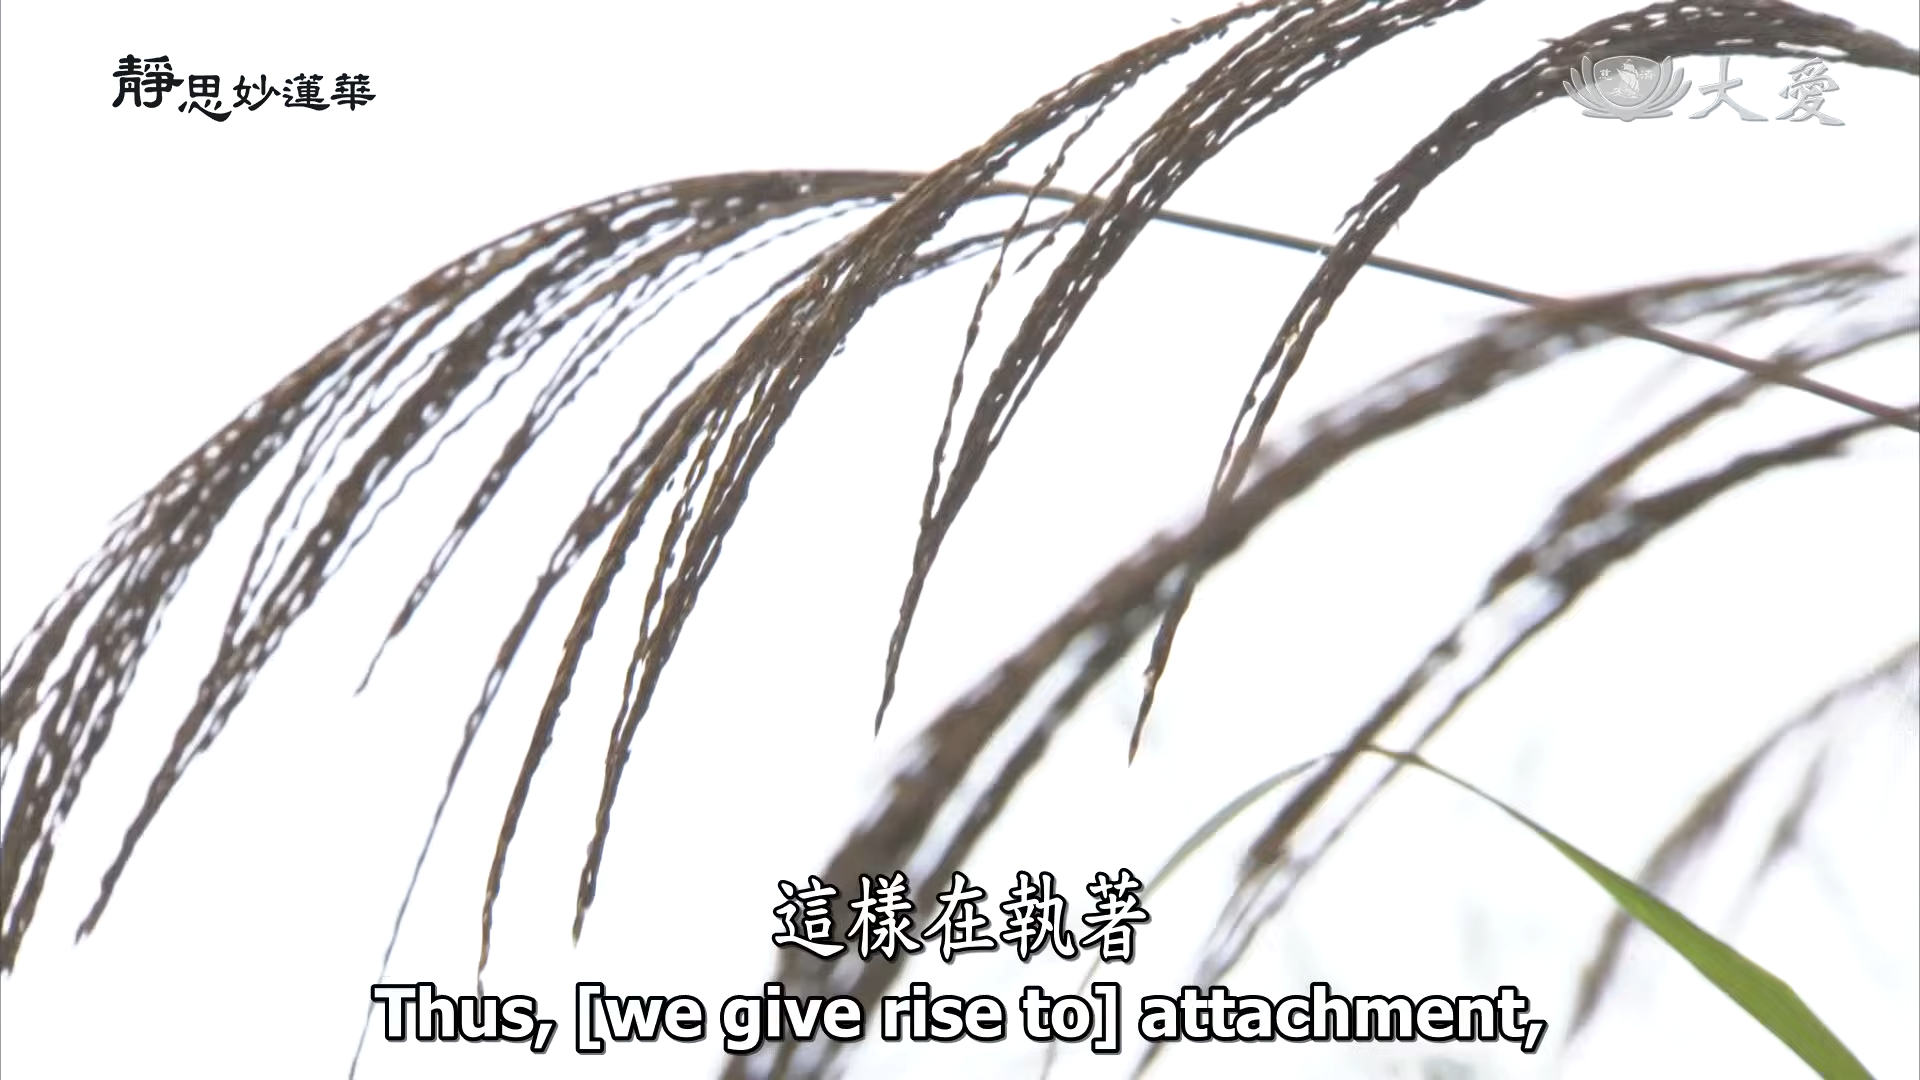 靜思妙蓮華
大愛
這樣在執著
Thus, [we give rise to] attachment,